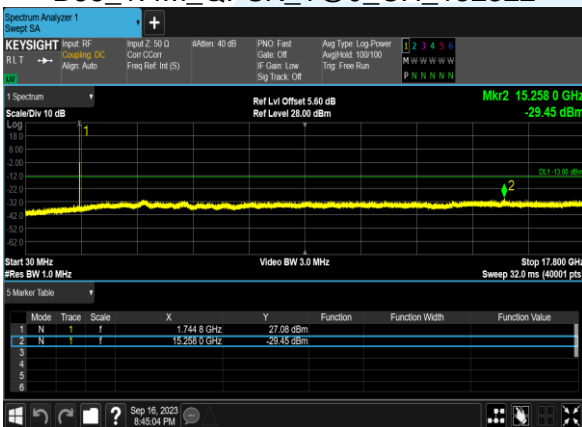 Spectrum Analyzer 1
Swept SA
+
KEYSIGHT
RLT
LW
Input: RF
Coupling: DC
Align: Auto
Input Z: 50 Ω
Corr CCorr
Freq Ref: Int (S)
#Atten: 40 dB
PNO: Fast
Gate: Off
IF Gain: Low
Sig Track: Off
Avg Type: Log-Power
Avg|Hold: 100/100
Trig: Free Run
1 2 3 4 5 6
M W W W W W
P N N N N N
1 Spectrum
Scale/Div 10 dB
Ref Lvl Offset 5.60 dB
Ref Level 28.00 dBm
Mkr2 15.258 0 GHz
-29.45 dBm
Log
18.0
8.00
-2.00
-12.0
-22.0
-32.0
-42.0
-52.0
-62.0
1
DL1 -13.00 dBm
2
Start 30 MHz
#Res BW 1.0 MHz
Video BW 3.0 MHz
Stop 17.800 GHz
Sweep 32.0 ms (40001 pts)
5 Marker Table
Mode Trace Scale X Y Function Function Width Function Value
1 N 1 f 1.744 8 GHz 27.08 dBm
2 N 1 f 15.258 0 GHz -29.45 dBm
3
4
5
6
?
Sep 16, 2023
8:45:04 PM